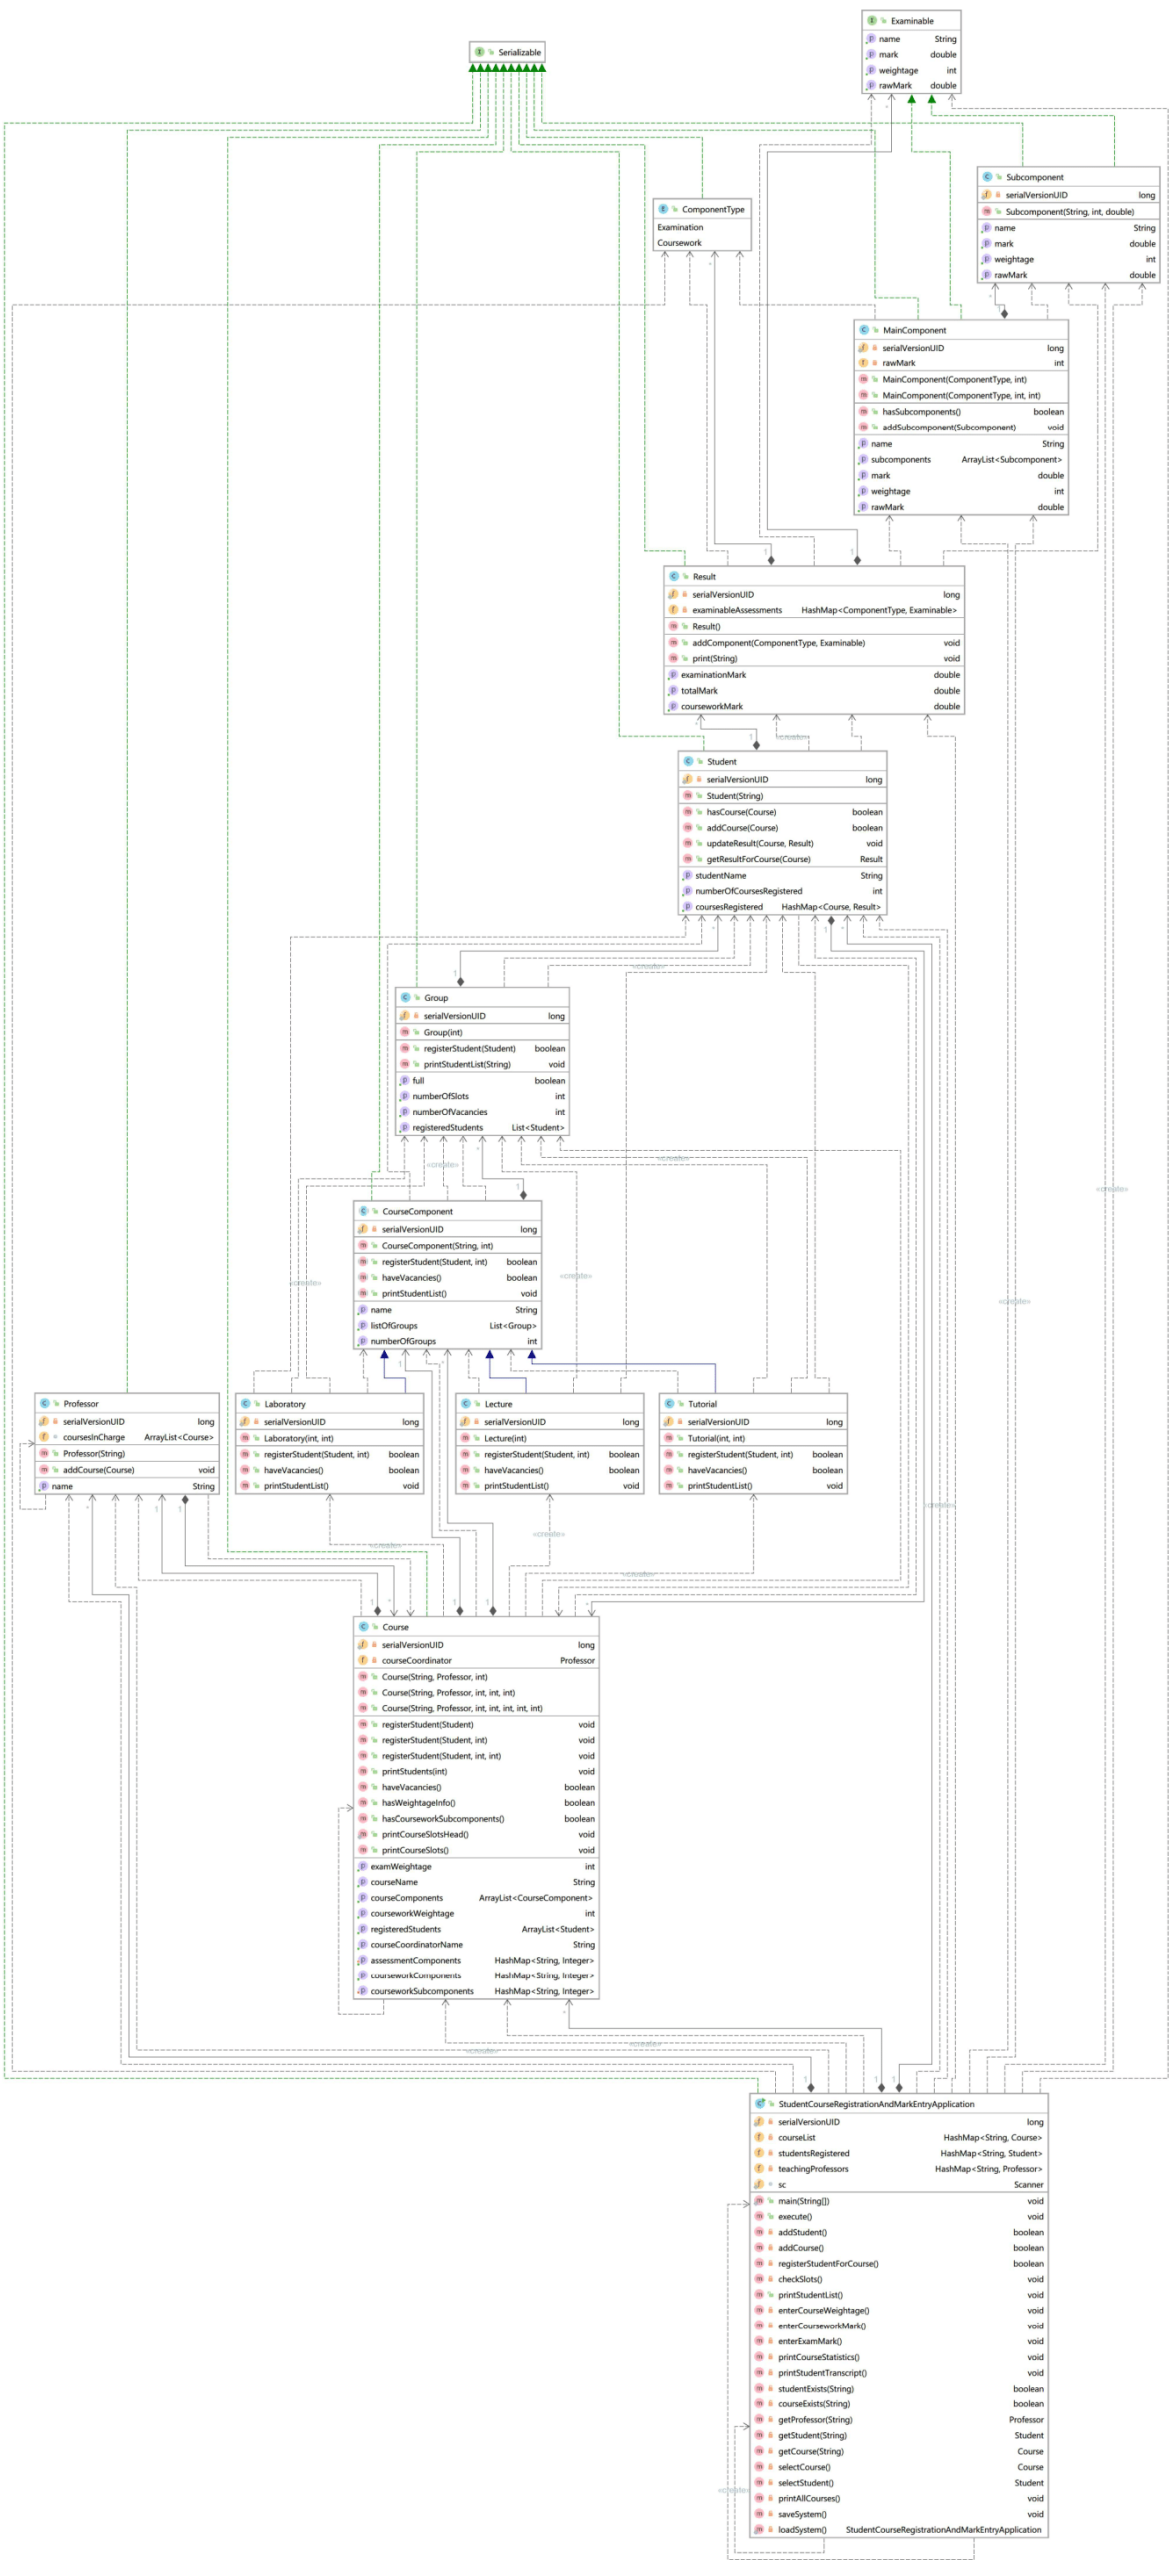 Examinable
name String
mark double
weightage int
rawMark double
Serializable
Subcomponent
serialVersionUID long
Subcomponent(String, int, double)
name String
mark double
weightage int
rawMark double
ComponentType
Examination
Coursework
MainComponent
serialVersionUID long
rawMark int
MainComponent(ComponentType, int)
MainComponent(ComponentType, int, int)
hasSubcomponents() boolean
addSubcomponent(Subcomponent) void
name String
subcomponents ArrayList<Subcomponent>
mark double
weightage int
rawMark double
Result
serialVersionUID long
examinableAssessments HashMap<ComponentType, Examinable>
Result()
addComponent(ComponentType, Examinable) void
print(String) void
examinationMark double
totalMark double
courseworkMark double
«create»
Student
serialVersionUID long
Student(String)
hasCourse(Course) boolean
addCourse(Course) boolean
updateResult(Course, Result) void
getResultForCourse(Course) Result
studentName String
numberOfCoursesRegistered int
coursesRegistered HashMap<Course, Result>
«create»
Group
serialVersionUID long
Group(int)
registerStudent(Student) boolean
printStudentList(String) void
full boolean
numberOfSlots int
numberOfVacancies int
registeredStudents List<Student>
«create»
«create»
«create»
CourseComponent
serialVersionUID long
CourseComponent(String, int)
registerStudent(Student, int) boolean
haveVacancies() boolean
printStudentList() void
name String
listOfGroups List<Group>
numberOfGroups int
«create»
«create»
«create»
Professor
serialVersionUID long
coursesInCharge ArrayList<Course>
Professor(String)
addCourse(Course) void
name String
Laboratory
serialVersionUID long
Laboratory(int, int)
registerStudent(Student, int) boolean
haveVacancies() boolean
printStudentList() void
Lecture
serialVersionUID long
Lecture(int)
registerStudent(Student, int) boolean
haveVacancies() boolean
printStudentList() void
Tutorial
serialVersionUID long
Tutorial(int, int)
registerStudent(Student, int) boolean
haveVacancies() boolean
printStudentList() void
«create»
«create»
«create»
«create»
Course
serialVersionUID long
courseCoordinator Professor
Course(String, Professor, int)
Course(String, Professor, int, int, int)
Course(String, Professor, int, int, int, int, int)
registerStudent(Student) void
registerStudent(Student, int) void
registerStudent(Student, int, int) void
printStudents(int) void
haveVacancies() boolean
hasWeightageInfo() boolean
hasCourseworkSubcomponents() boolean
printCourseSlotsHead() void
printCourseSlots() void
examWeightage int
courseName String
courseComponents ArrayList<CourseComponent>
courseworkWeightage int
registeredStudents ArrayList<Student>
courseCoordinatorName String
assessmentComponents HashMap<String, Integer>
courseworkComponents HashMap<String, Integer>
courseworkSubcomponents HashMap<String, Integer>
«create»
«create»
StudentCourseRegistrationAndMarkEntryApplication
serialVersionUID long
courseList HashMap<String, Course>
studentsRegistered HashMap<String, Student>
teachingProfessors HashMap<String, Professor>
sc Scanner
main(String[]) void
execute() void
addStudent() boolean
addCourse() boolean
registerStudentForCourse() boolean
checkSlots() void
printStudentList() void
enterCourseWeightage() void
enterCourseworkMark() void
enterExamMark() void
printCourseStatistics() void
printStudentTranscript() void
studentExists(String) boolean
courseExists(String) boolean
getProfessor(String) Professor
getStudent(String) Student
getCourse(String) Course
selectCourse() Course
selectStudent() Student
printAllCourses() void
saveSystem() void
loadSystem() StudentCourseRegistrationAndMarkEntryApplication
«create»